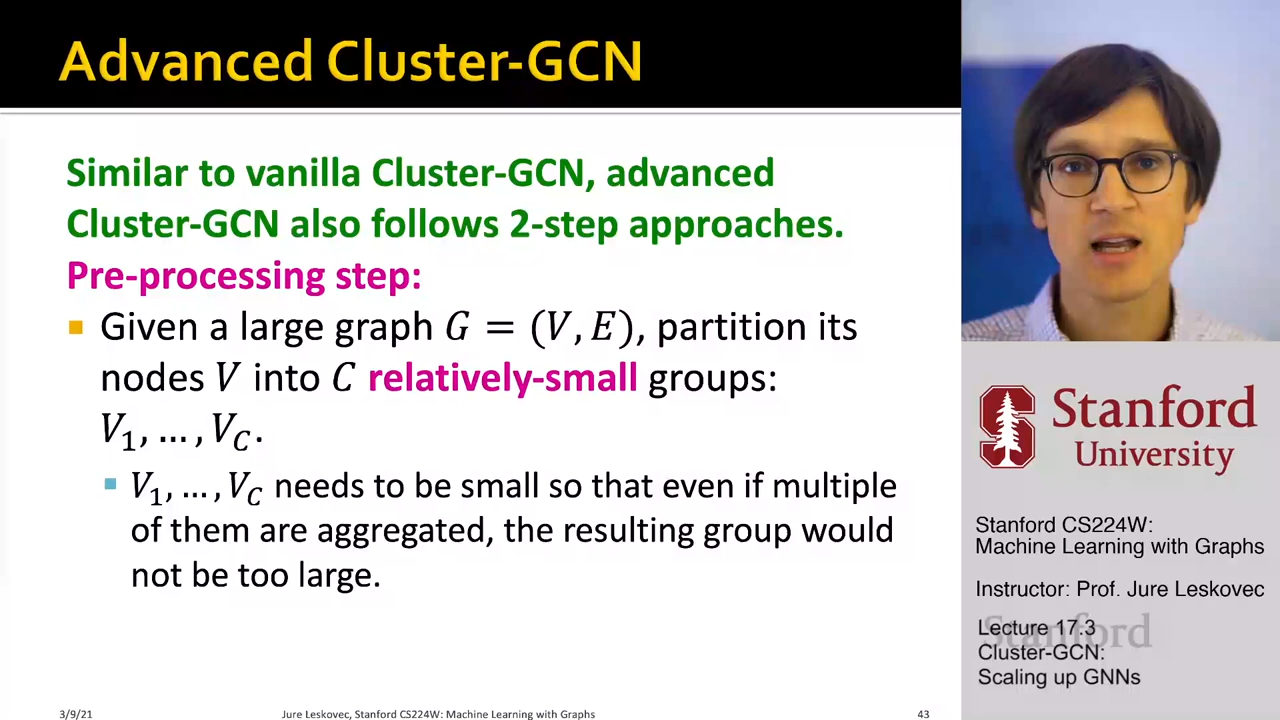 Advanced Cluster-GCN
Similar to vanilla Cluster-GCN, advanced
Cluster-GCN also follows 2-step approaches.
Pre-processing step:
Given a large graph G = (V, E), partition its
nodes V into C relatively-small groups:
V₁, … , V_C.
V₁, … , V_C needs to be small so that even if multiple
of them are aggregated, the resulting group would
not be too large.
3/9/21
Jure Leskovec, Stanford CS224W: Machine Learning with Graphs
43
Stanford
University
Stanford CS224W:
Machine Learning with Graphs
Instructor: Prof. Jure Leskovec
Stanford
Lecture 17.3
Cluster-GCN:
Scaling up GNNs